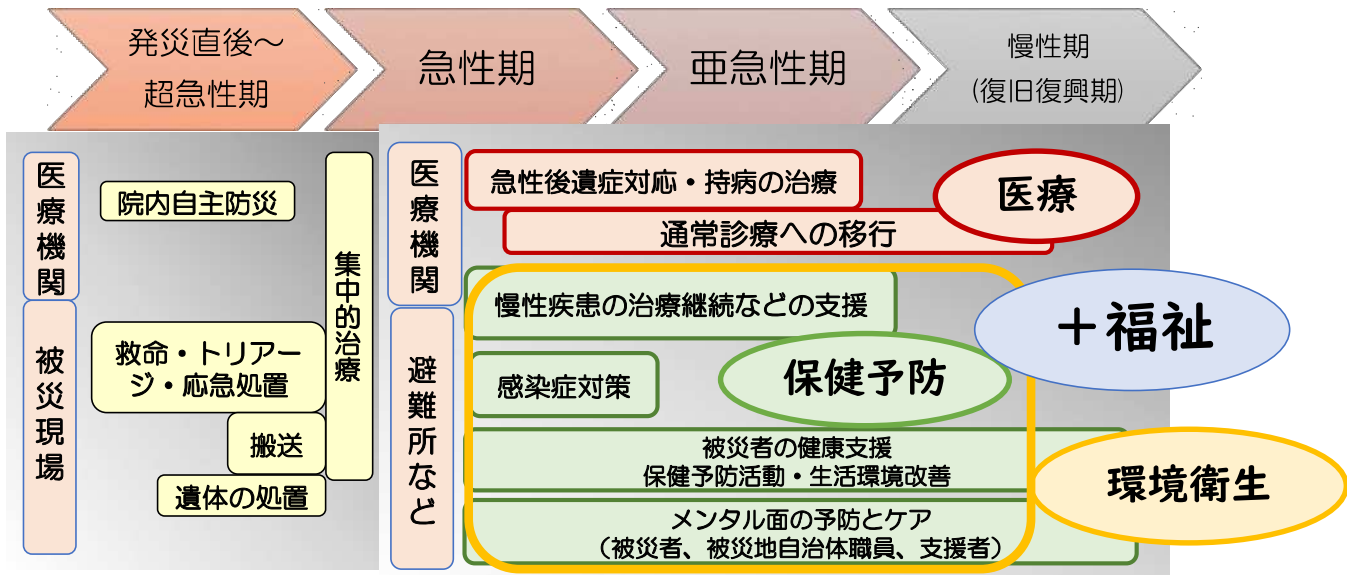 発災直後～
超急性期
急性期
亜急性期
慢性期
(復旧復興期)
医療機関
被災現場
院内自主防災
集中的治療
救命・トリアー
ジ・応急処置
搬送
遺体の処置
医療機関
避難所など
急性後遺症対応・持病の治療
通常診療への移行
医療
慢性疾患の治療継続などの支援
＋福祉
感染症対策
保健予防
被災者の健康支援
保健予防活動・生活環境改善
環境衛生
メンタル面の予防とケア
（被災者、被災地自治体職員、支援者）